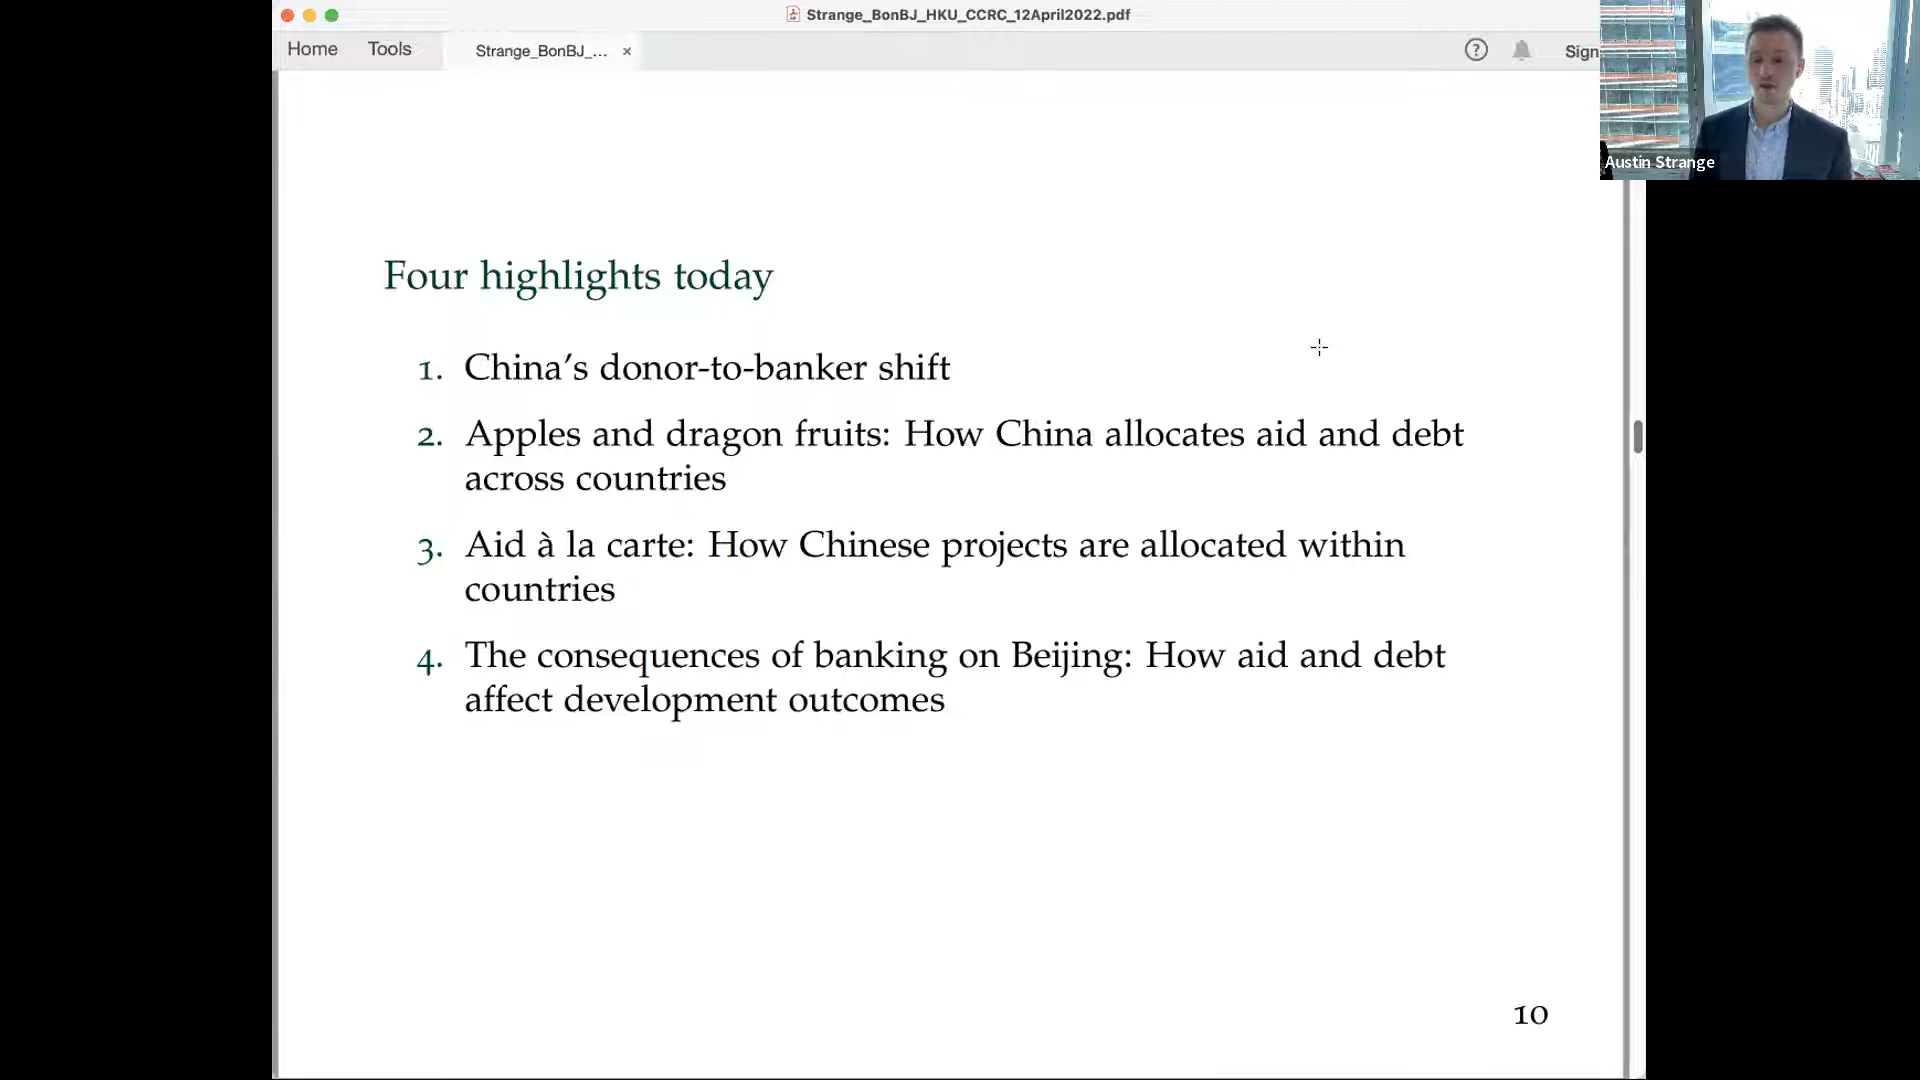 Strange_BonBJ_HKU_CCRC_12April2022.pdf
Home Tools Strange_BonBJ_... × ? Sign
Austin Strange
Four highlights today
1. China’s donor-to-banker shift
2. Apples and dragon fruits: How China allocates aid and debt
across countries
3. Aid à la carte: How Chinese projects are allocated within
countries
4. The consequences of banking on Beijing: How aid and debt
affect development outcomes
10